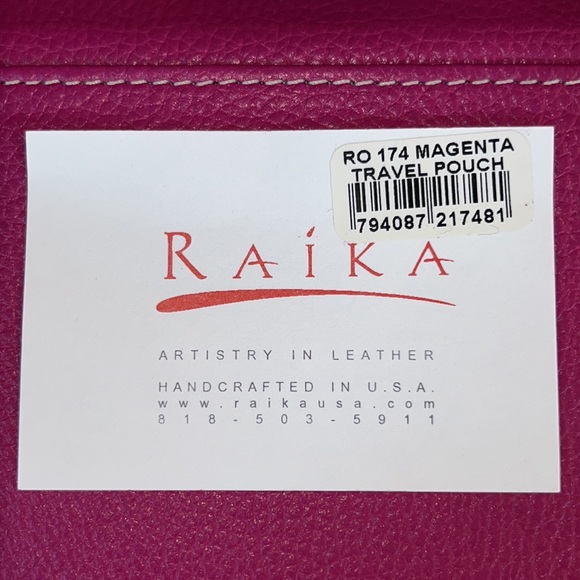 RO 174 MAGENTA
TRAVEL POUCH
794087 217481
RAÍKA
ARTISTRY IN LEATHER
HANDCRAFTED IN U.S.A.
www.raikausa.com
818-503-5911